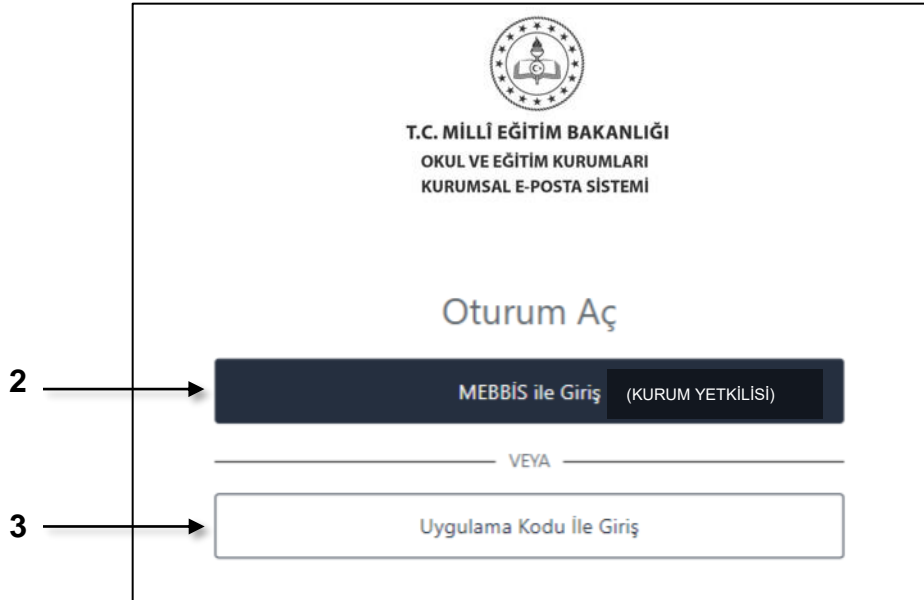 T.C. MİLLÎ EĞİTİM BAKANLIĞI
OKUL VE EĞİTİM KURUMLARI
KURUMSAL E-POSTA SİSTEMİ
Oturum Aç
2 MEBBİS ile Giriş (KURUM YETKİLİSİ)
VEYA
3 Uygulama Kodu İle Giriş